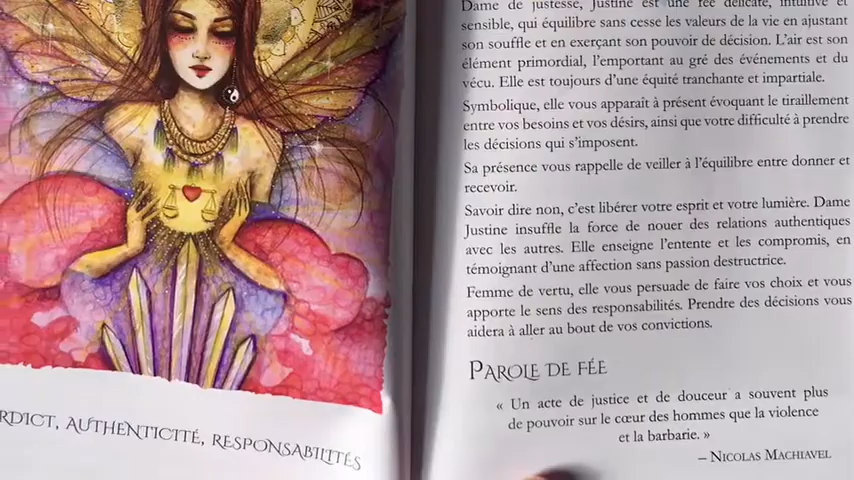 RDICT, AUTHENTICITÉ, RESPONSABILITÉS
Dame de justesse, Justine est une fée délicate, intuitive et
sensible, qui équilibre sans cesse les valeurs de la vie en ajustant
son souffle et en exerçant son pouvoir de décision. L'air est son
élément primordial, l'emportant au gré des événements et du
vécu. Elle est toujours d'une équité tranchante et impartiale.
Symbolique, elle vous apparaît à présent évoquant le tiraillement
entre vos besoins et vos désirs, ainsi que votre difficulté à prendre
les décisions qui s'imposent.
Sa présence vous rappelle de veiller à l'équilibre entre donner et
recevoir.
Savoir dire non, c'est libérer votre esprit et votre lumière. Dame
Justine insuffle la force de nouer des relations authentiques
avec les autres. Elle enseigne l'entente et les compromis, en
témoignant d'une affection sans passion destructrice.
Femme de vertu, elle vous persuade de faire vos choix et vous
apporte le sens des responsabilités. Prendre des décisions vous
aidera à aller au bout de vos convictions.
PAROLE DE FÉE
« Un acte de justice et de douceur a souvent plus
de pouvoir sur le cœur des hommes que la violence
et la barbarie. »
– NICOLAS MACHIAVEL